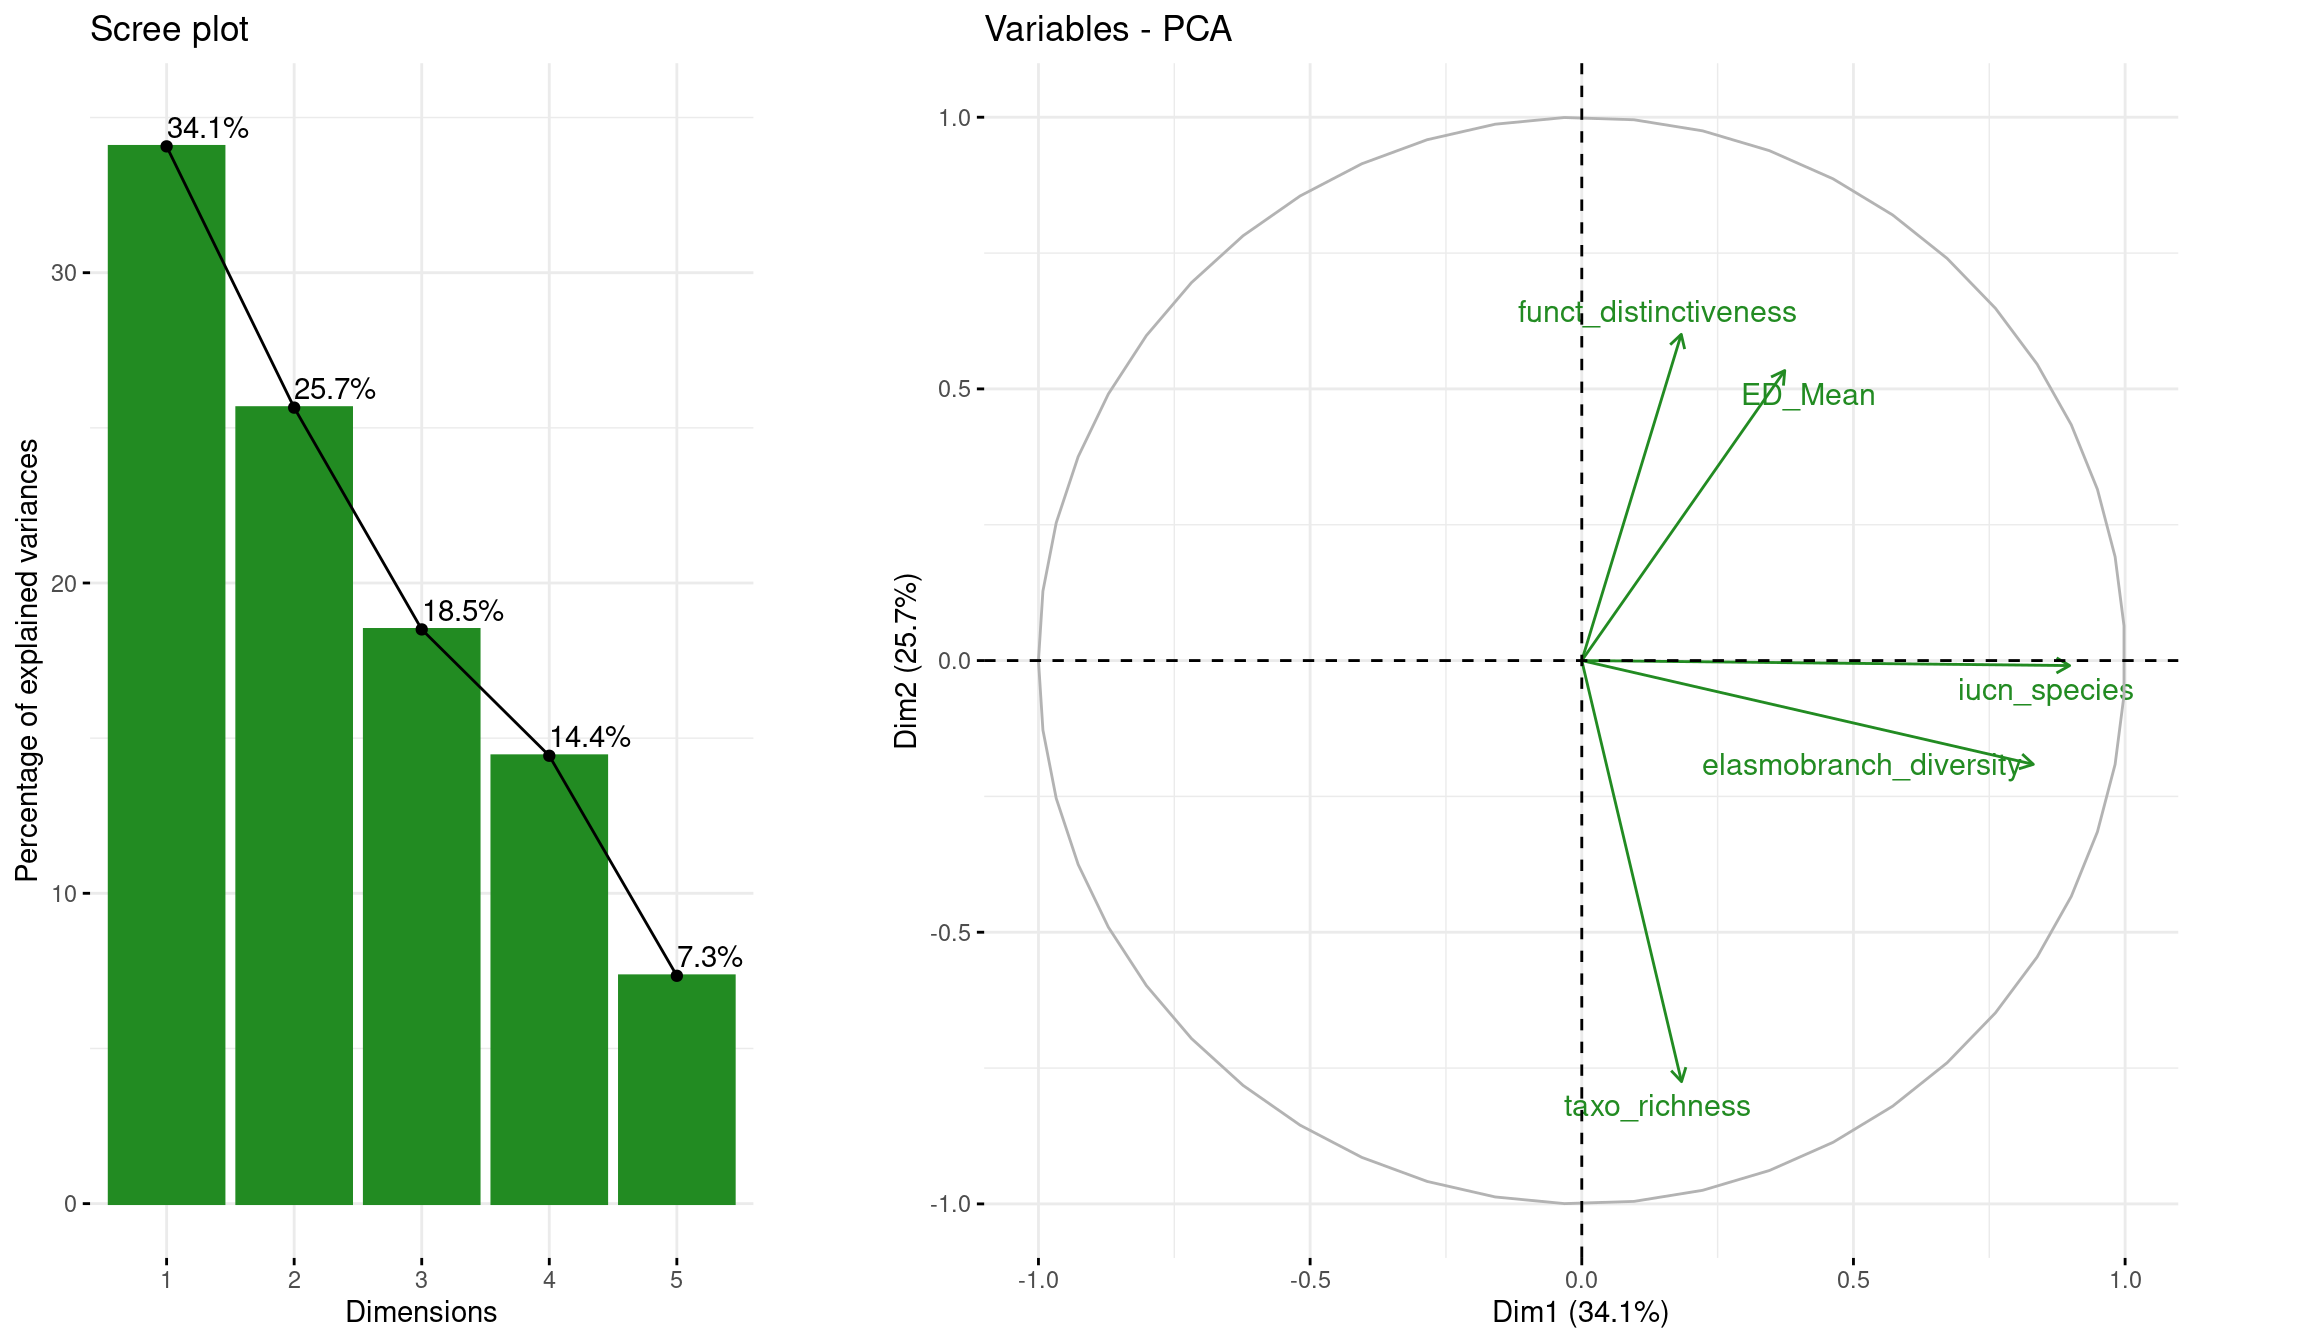 Scree plot
34.1%
25.7%
18.5%
14.4%
7.3%
30
20
10
0
Percentage of explained variances
1 2 3 4 5
Dimensions
Variables - PCA
1.0
0.5
0.0
-0.5
-1.0
Dim2 (25.7%)
funct_distinctiveness
ED_Mean
iucn_species
elasmobranch_diversity
taxo_richness
-1.0 -0.5 0.0 0.5 1.0
Dim1 (34.1%)